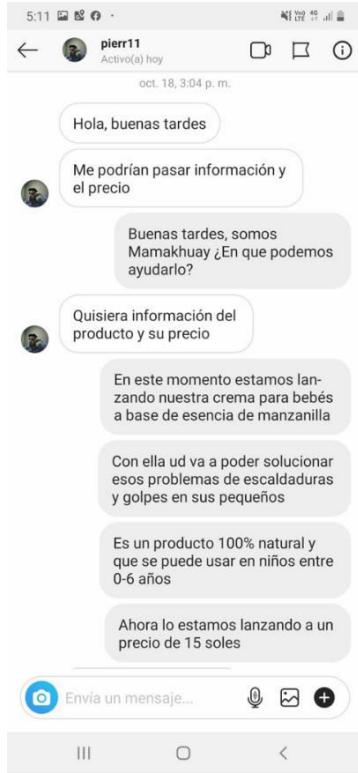 5:11
pierr11
Activo(a) hoy
oct. 18, 3:04 p. m.
Hola, buenas tardes
Me podrían pasar información y
el precio
Buenas tardes, somos
Mamakhuay ¿En que podemos
ayudarlo?
Quisiera información del
producto y su precio
En este momento estamos lan-
zando nuestra crema para bebés
a base de esencia de manzanilla
Con ella ud va a poder solucionar
esos problemas de escaldaduras
y golpes en sus pequeños
Es un producto 100% natural y
que se puede usar en niños entre
0-6 años
Ahora lo estamos lanzando a un
precio de 15 soles
Envía un mensaje...